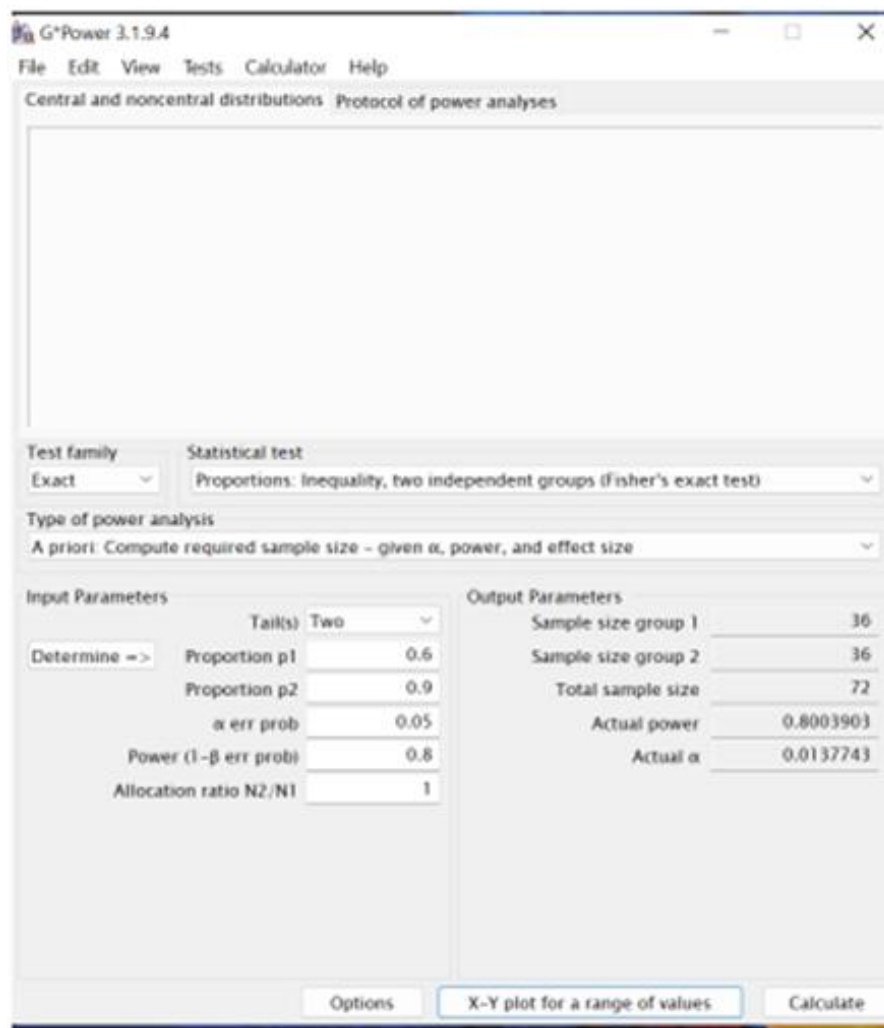 G*Power 3.1.9.4
File Edit View Tests Calculator Help
Central and noncentral distributions Protocol of power analyses
Test family Statistical test
Exact Proportions: Inequality, two independent groups (Fisher's exact test)
Type of power analysis
A priori: Compute required sample size – given α, power, and effect size
Input Parameters Output Parameters
Tail(s) Two Sample size group 1 36
Determine => Proportion p1 0.6 Sample size group 2 36
Proportion p2 0.9 Total sample size 72
α err prob 0.05 Actual power 0.8003903
Power (1-β err prob) 0.8 Actual α 0.0137743
Allocation ratio N2/N1 1
Options X-Y plot for a range of values Calculate